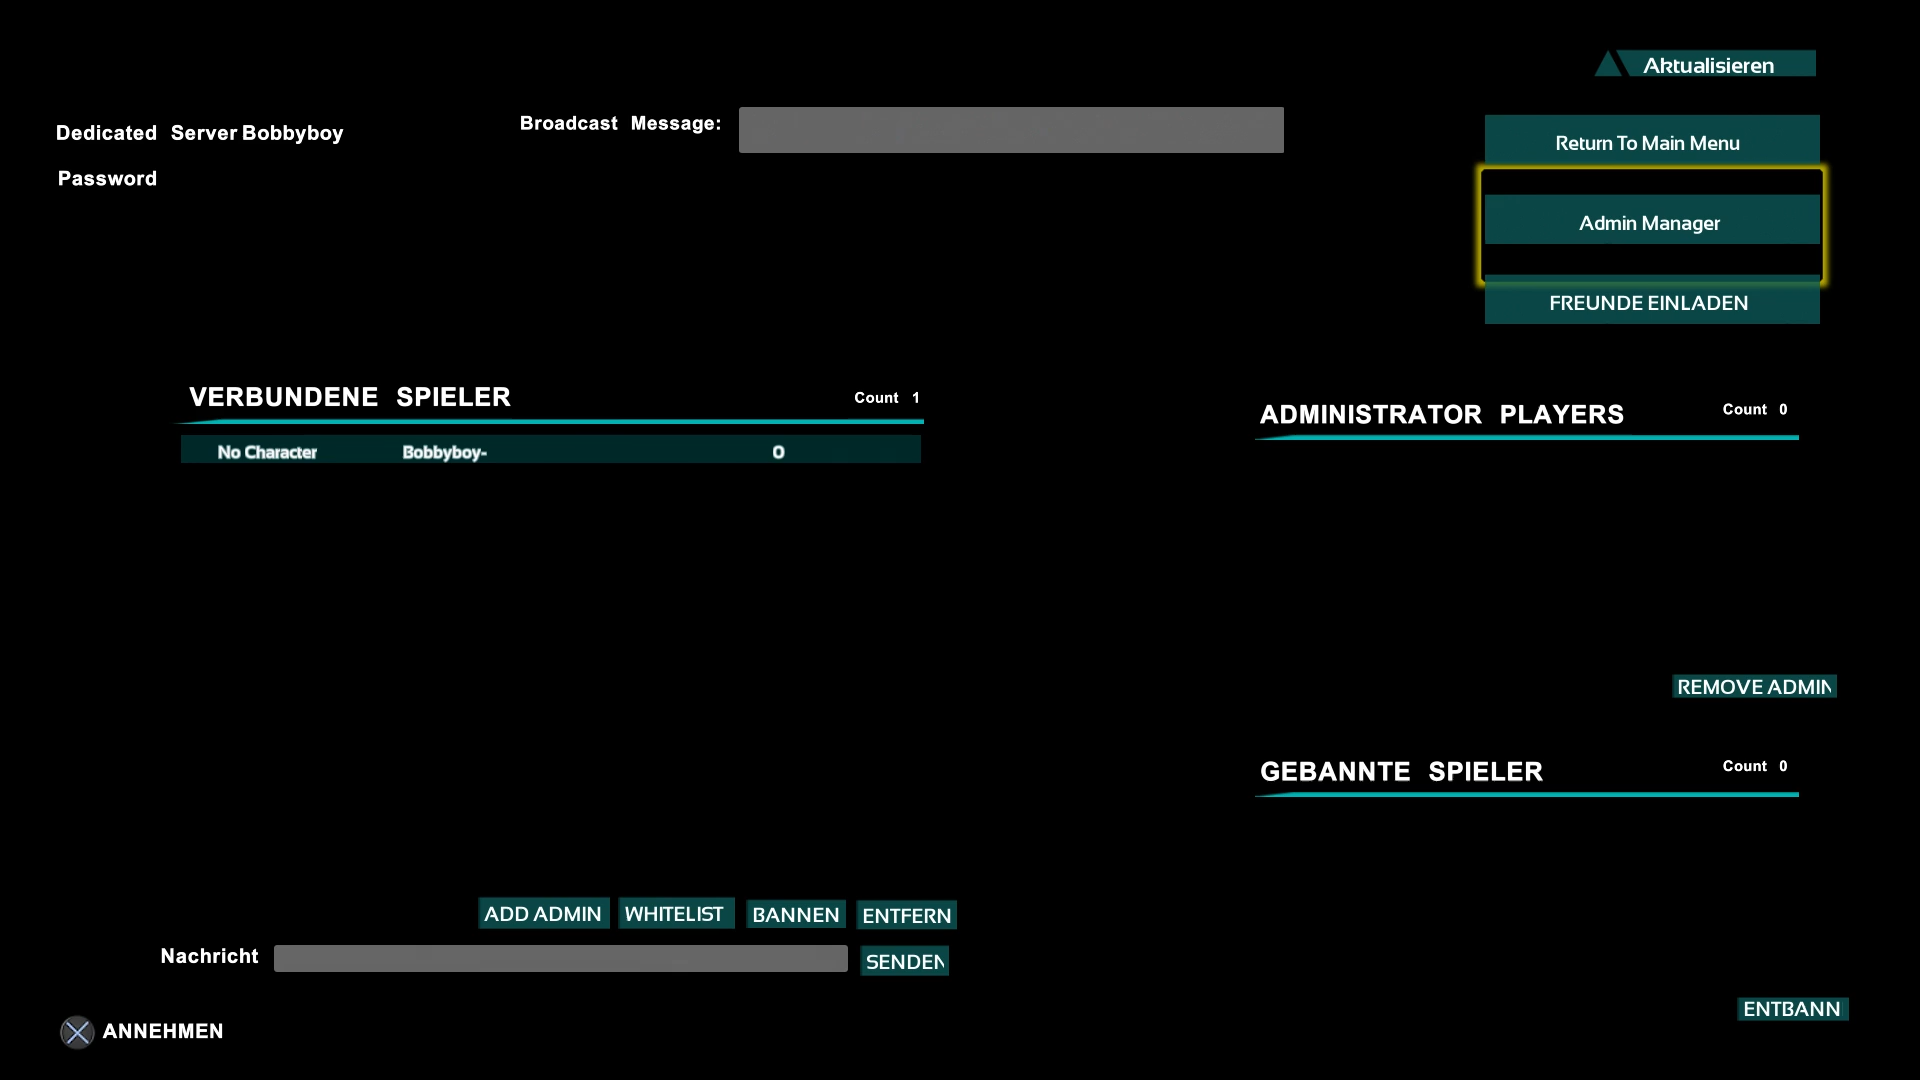 Aktualisieren
Dedicated Server Bobbyboy
Broadcast Message:
Return To Main Menu
Password
Admin Manager
FREUNDE EINLADEN
VERBUNDENE SPIELER
Count 1
ADMINISTRATOR PLAYERS
Count 0
No Character Bobbyboy- 0
REMOVE ADMIN
GEBANNTE SPIELER
Count 0
ADD ADMIN
WHITELIST
BANNEN
ENTFERN
Nachricht
SENDEN
ENTBANN
ANNEHMEN